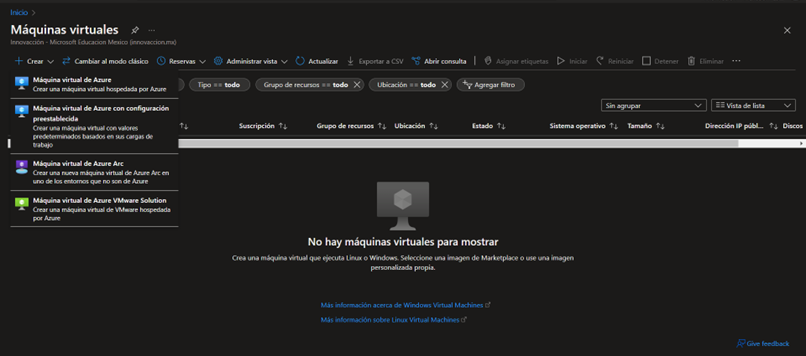 Inicio >
Máquinas virtuales
Innovacción - Microsoft Educacion Mexico (innovaccion.mx)
Crear
Cambiar al modo clásico
Reservas
Administrar vista
Actualizar
Exportar a CSV
Abrir consulta
Asignar etiquetas
Iniciar
Reiniciar
Detener
Eliminar
Máquina virtual de Azure
Crear una máquina virtual hospedada por Azure
Máquina virtual de Azure con configuración
preestablecida
Crear una máquina virtual con valores
predeterminados basados en sus cargas de
trabajo
Máquina virtual de Azure Arc
Crear una nueva máquina virtual de Azure Arc en
uno de los entornos que no son de Azure
Máquina virtual de Azure VMware Solution
Crear una máquina virtual de VMware hospedada
por Azure
Tipo == todo
Grupo de recursos == todo
Ubicación == todo
Agregar filtro
Sin agrupar
Vista de lista
Suscripción
Grupo de recursos
Ubicación
Estado
Sistema operativo
Tamaño
Dirección IP públ...
Discos
No hay máquinas virtuales para mostrar
Crea una máquina virtual que ejecuta Linux o Windows. Seleccione una imagen de Marketplace o use una imagen
personalizada propia.
Más información acerca de Windows Virtual Machines
Más información sobre Linux Virtual Machines
Give feedback